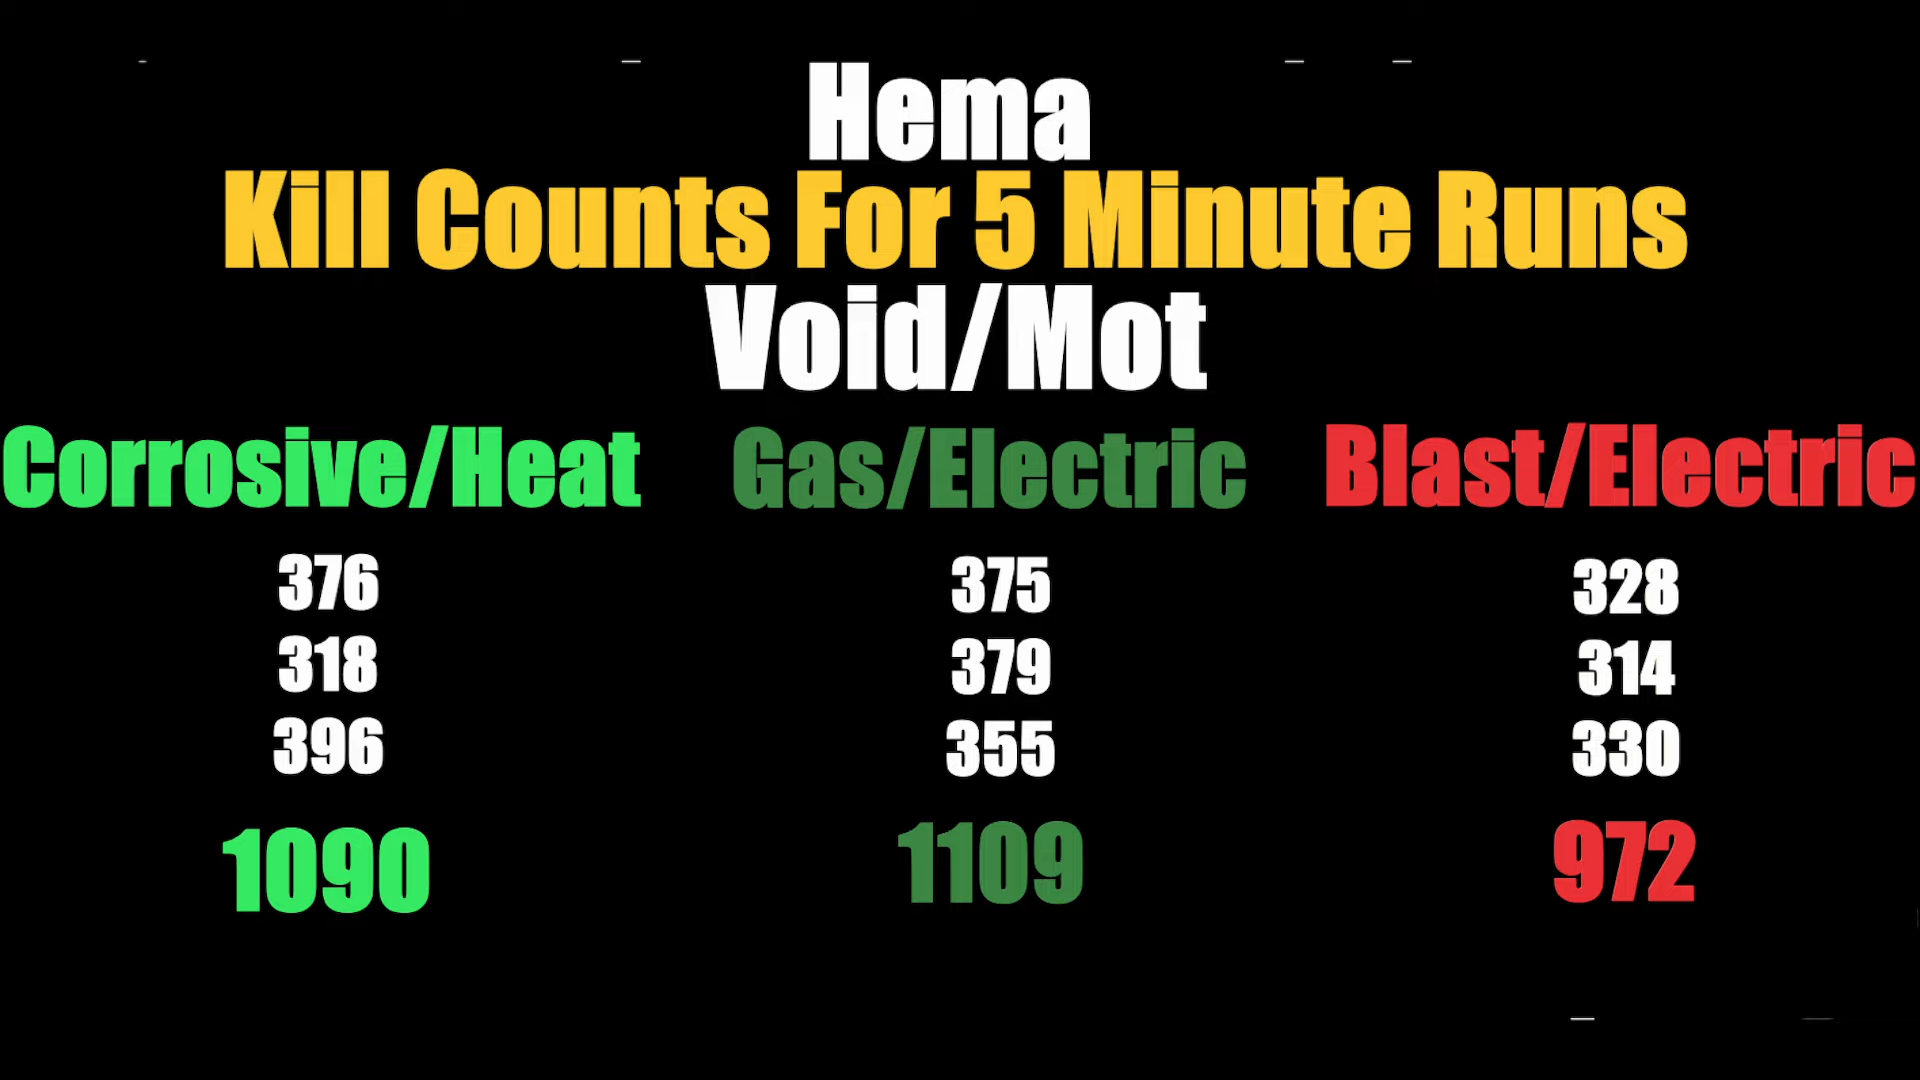 Hema
Kill Counts For 5 Minute Runs
Void/Mot
Corrosive/Heat Gas/Electric Blast/Electric
376 375 328
318 379 314
396 355 330
1090 1109 972